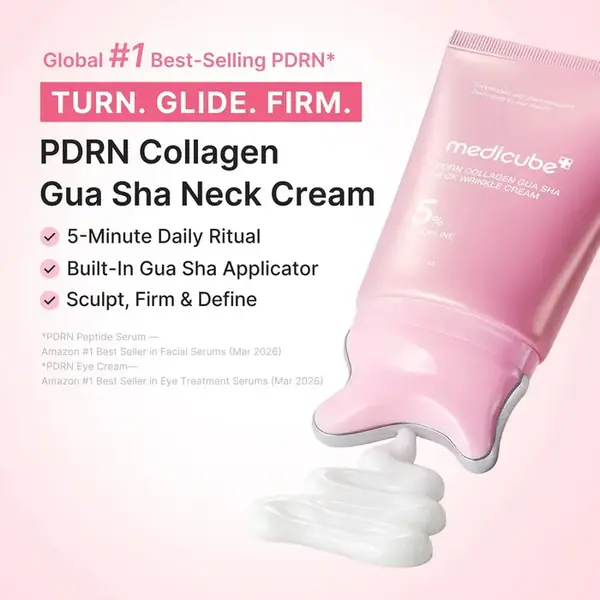 Global #1 Best-Selling PDRN*
TURN. GLIDE. FIRM.
PDRN Collagen
Gua Sha Neck Cream
5-Minute Daily Ritual
Built-In Gua Sha Applicator
Sculpt, Firm & Define
*PDRN Peptide Serum —
Amazon #1 Best Seller in Facial Serums (Mar 2026)
*PDRN Eye Cream—
Amazon #1 Best Seller in Eye Treatment Serums (Mar 2026)
medicube
PDRN COLLAGEN GUA SHA
NECK WRINKLE CREAM
5%